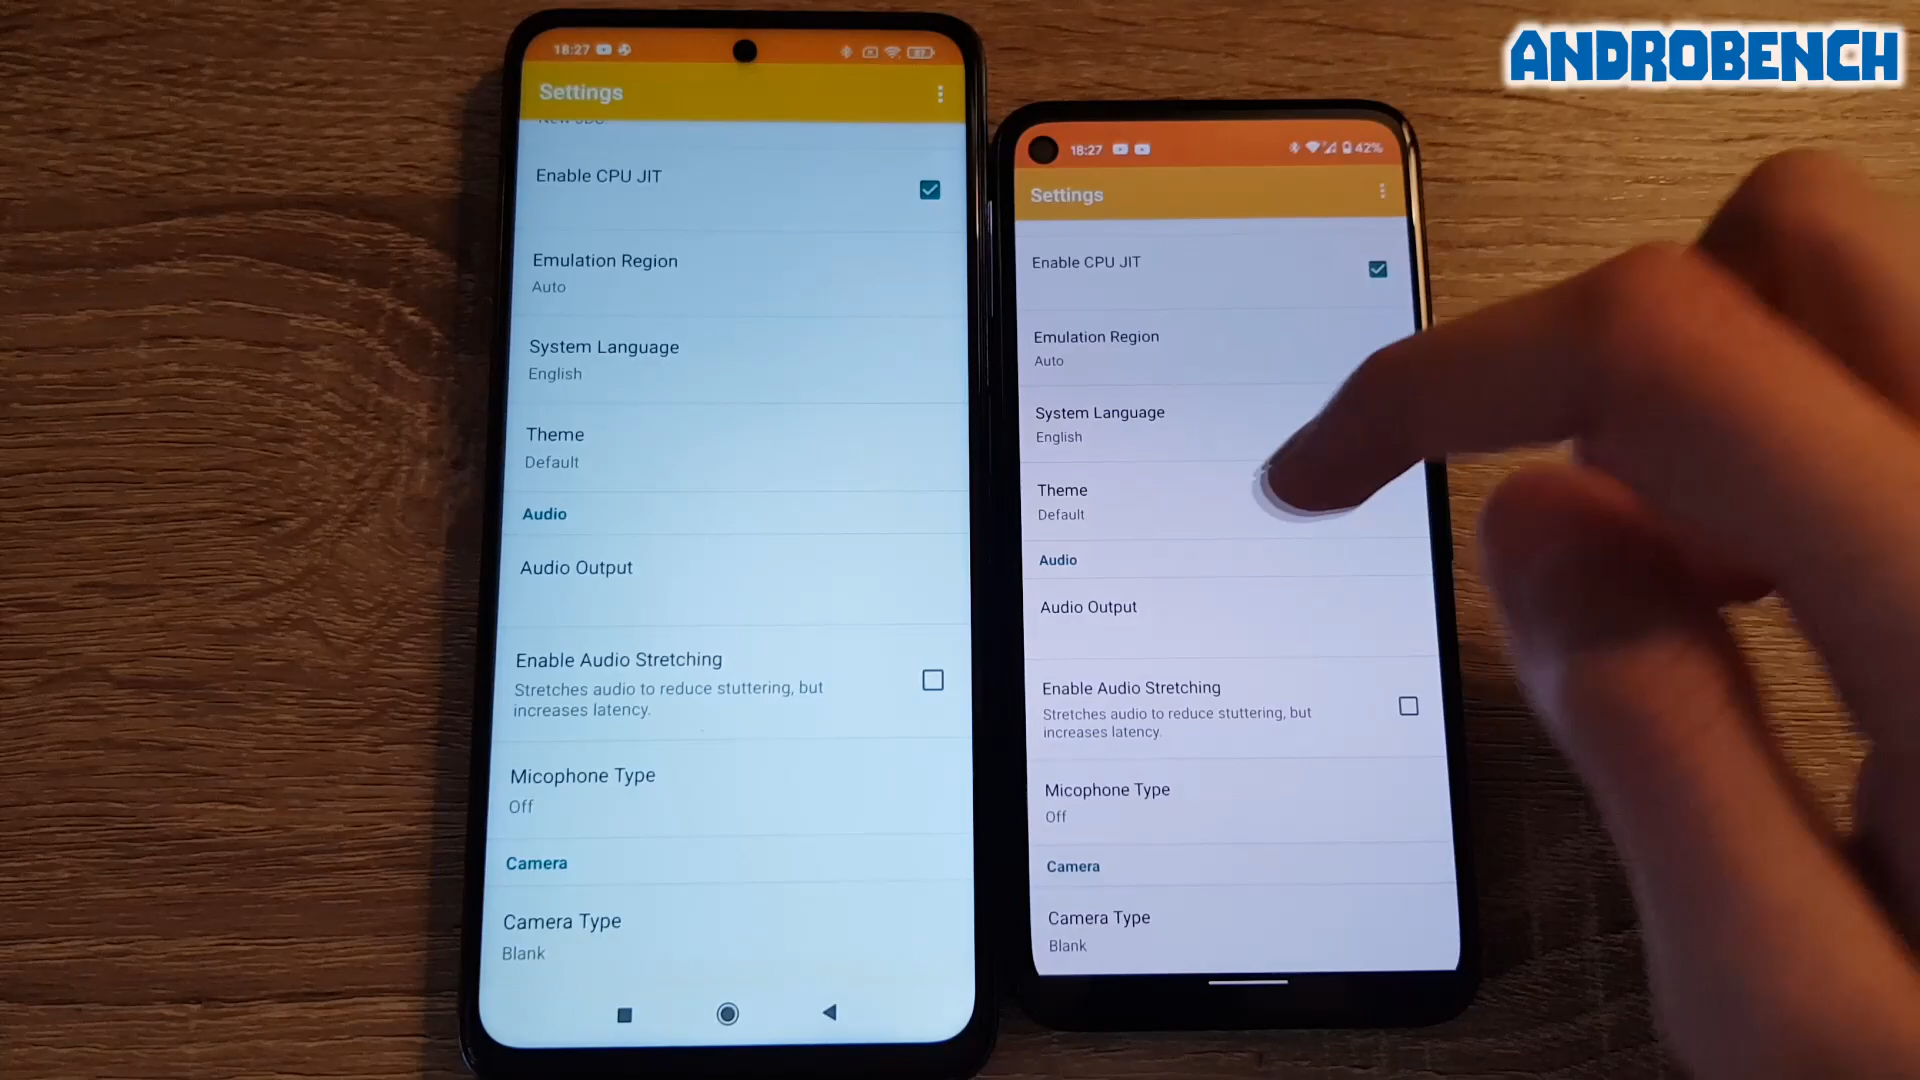 ANDROBENCH
18:27
Settings
Enable CPU JIT
Emulation Region
Auto
System Language
English
Theme
Default
Audio
Audio Output
Enable Audio Stretching
Stretches audio to reduce stuttering, but
increases latency.
Micophone Type
Off
Camera
Camera Type
Blank
18:27
42%
Settings
Enable CPU JIT
Emulation Region
Auto
System Language
English
Theme
Default
Audio
Audio Output
Enable Audio Stretching
Stretches audio to reduce stuttering, but
increases latency.
Micophone Type
Off
Camera
Camera Type
Blank